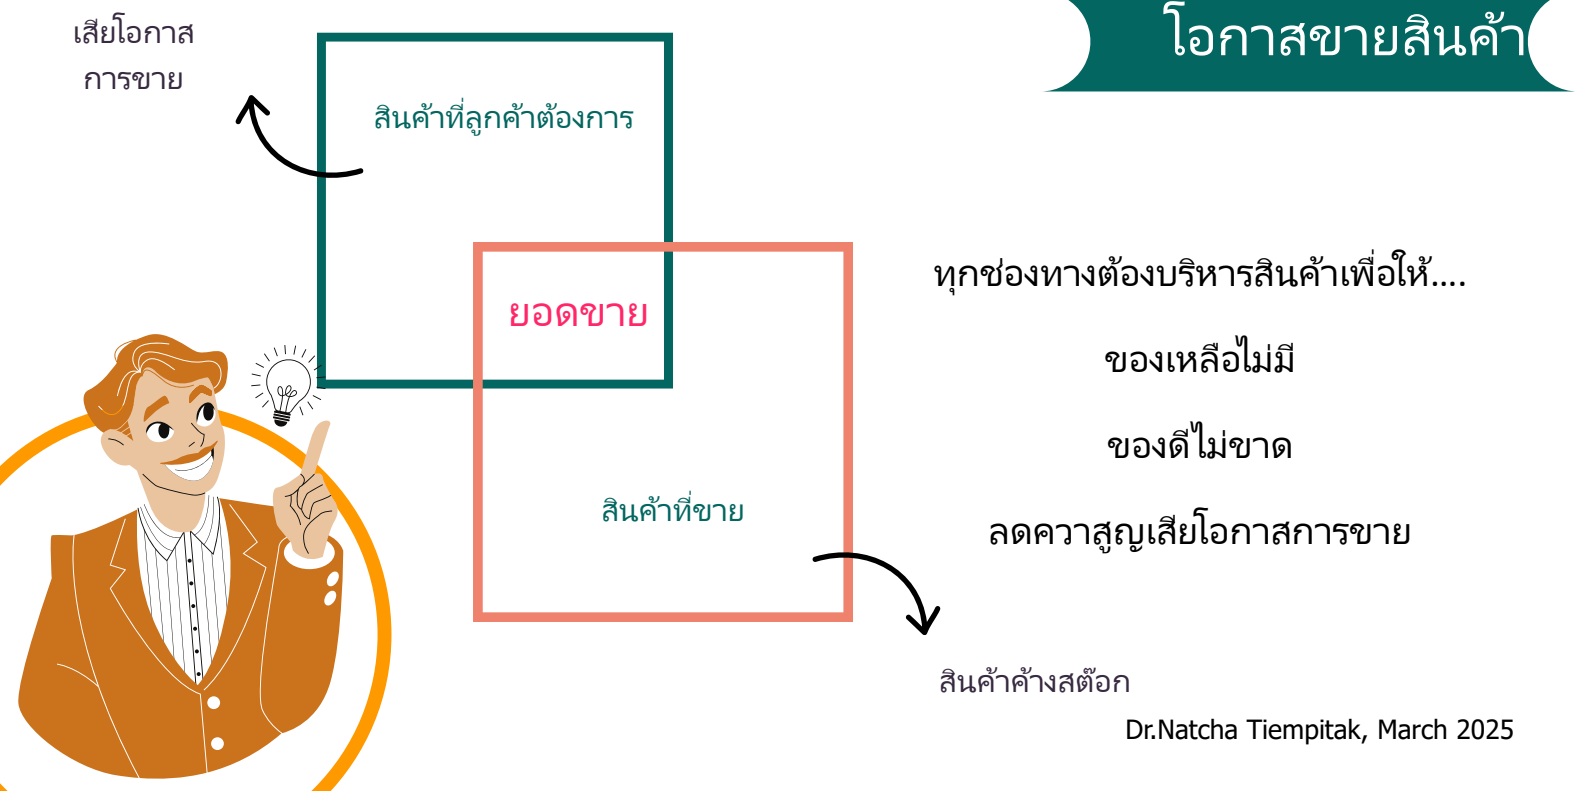 โอกาสขายสินค้า
เสียโอกาส
การขาย
สินค้าที่ลูกค้าต้องการ
ยอดขาย
สินค้าที่ขาย
สินค้าค้างสต๊อก
ทุกช่องทางต้องบริหารสินค้าเพื่อให้....
ของเหลือไม่มี
ของดีไม่ขาด
ลดควาสูญเสียโอกาสการขาย
Dr.Natcha Tiempitak, March 2025